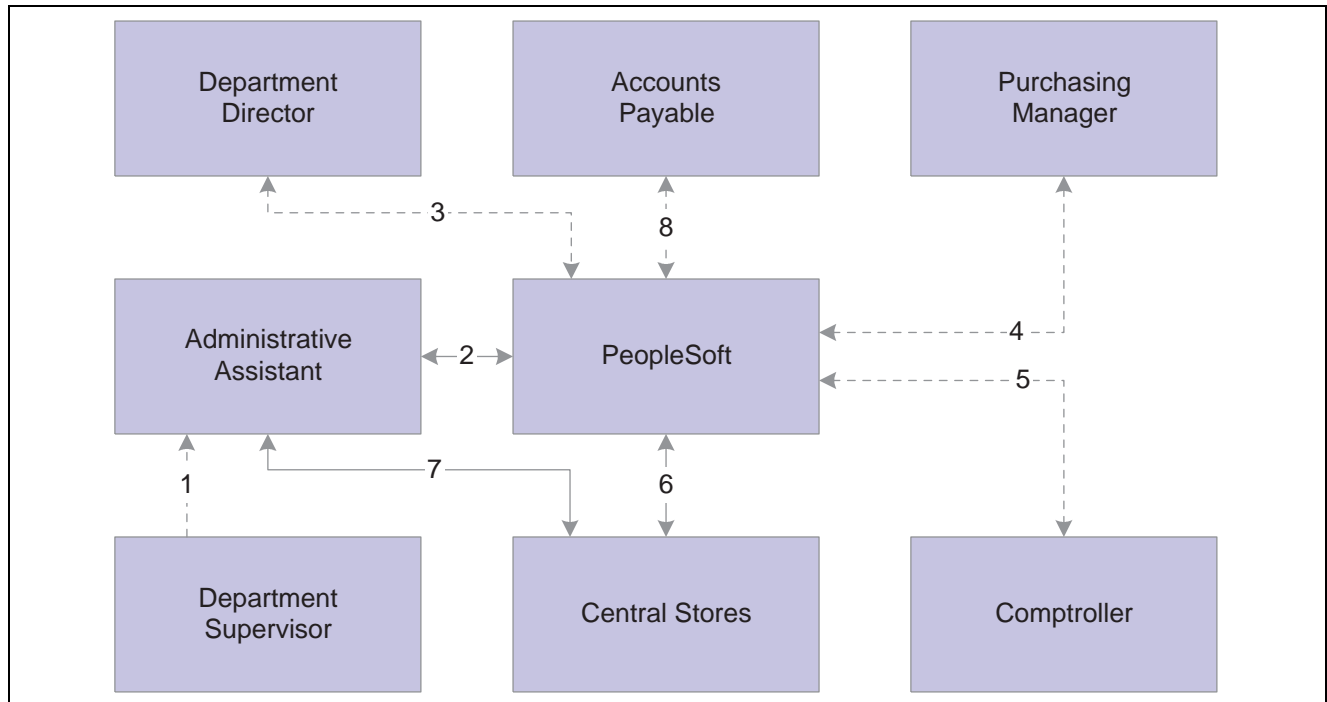 Department
Director
Accounts
Payable
Purchasing
Manager
3
8
Administrative
Assistant
2
PeopleSoft
4
5
1
7
6
Department
Supervisor
Central Stores
Comptroller